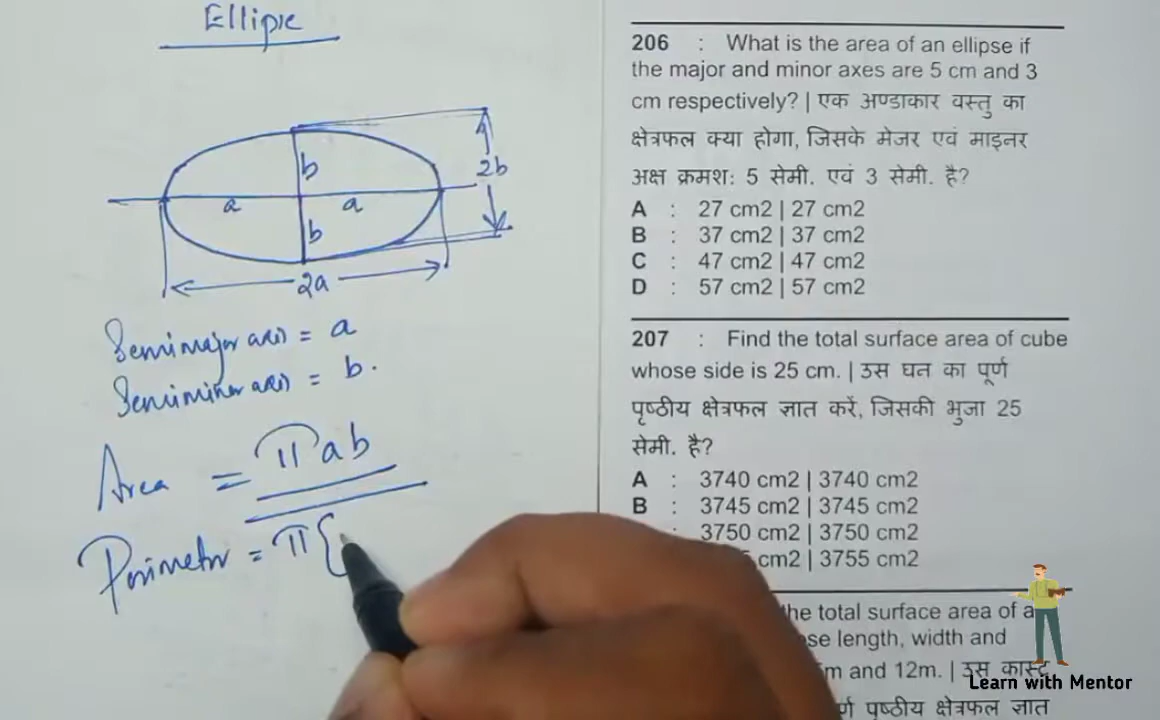 Ellipse
b
2b
a
a
b
2a
Semimajor axis = a
Semiminor axis = b.
Area = π ab
Perimeter = π {
206 : What is the area of an ellipse if
the major and minor axes are 5 cm and 3
cm respectively? | एक अण्डाकार वस्तु का
क्षेत्रफल क्या होगा, जिसके मेजर एवं माइनर
अक्ष क्रमश: 5 सेमी. एवं 3 सेमी. है?
A : 27 cm2 | 27 cm2
B : 37 cm2 | 37 cm2
C : 47 cm2 | 47 cm2
D : 57 cm2 | 57 cm2
207 : Find the total surface area of cube
whose side is 25 cm. | उस घन का पूर्ण
पृष्ठीय क्षेत्रफल ज्ञात करें, जिसकी भुजा 25
सेमी. है?
A : 3740 cm2 | 3740 cm2
B : 3745 cm2 | 3745 cm2
: 3750 cm2 | 3750 cm2
cm2 | 3755 cm2
the total surface area of a
length, width and
and 12m. | उस
पृष्ठीय क्षेत्रफल ज्ञात
Learn with Mentor